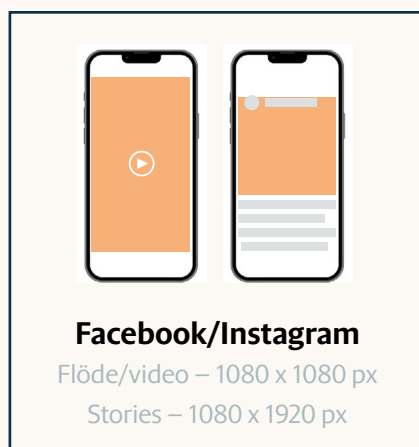 Facebook/Instagram
Flöde/video – 1080 x 1080 px
Stories – 1080 x 1920 px